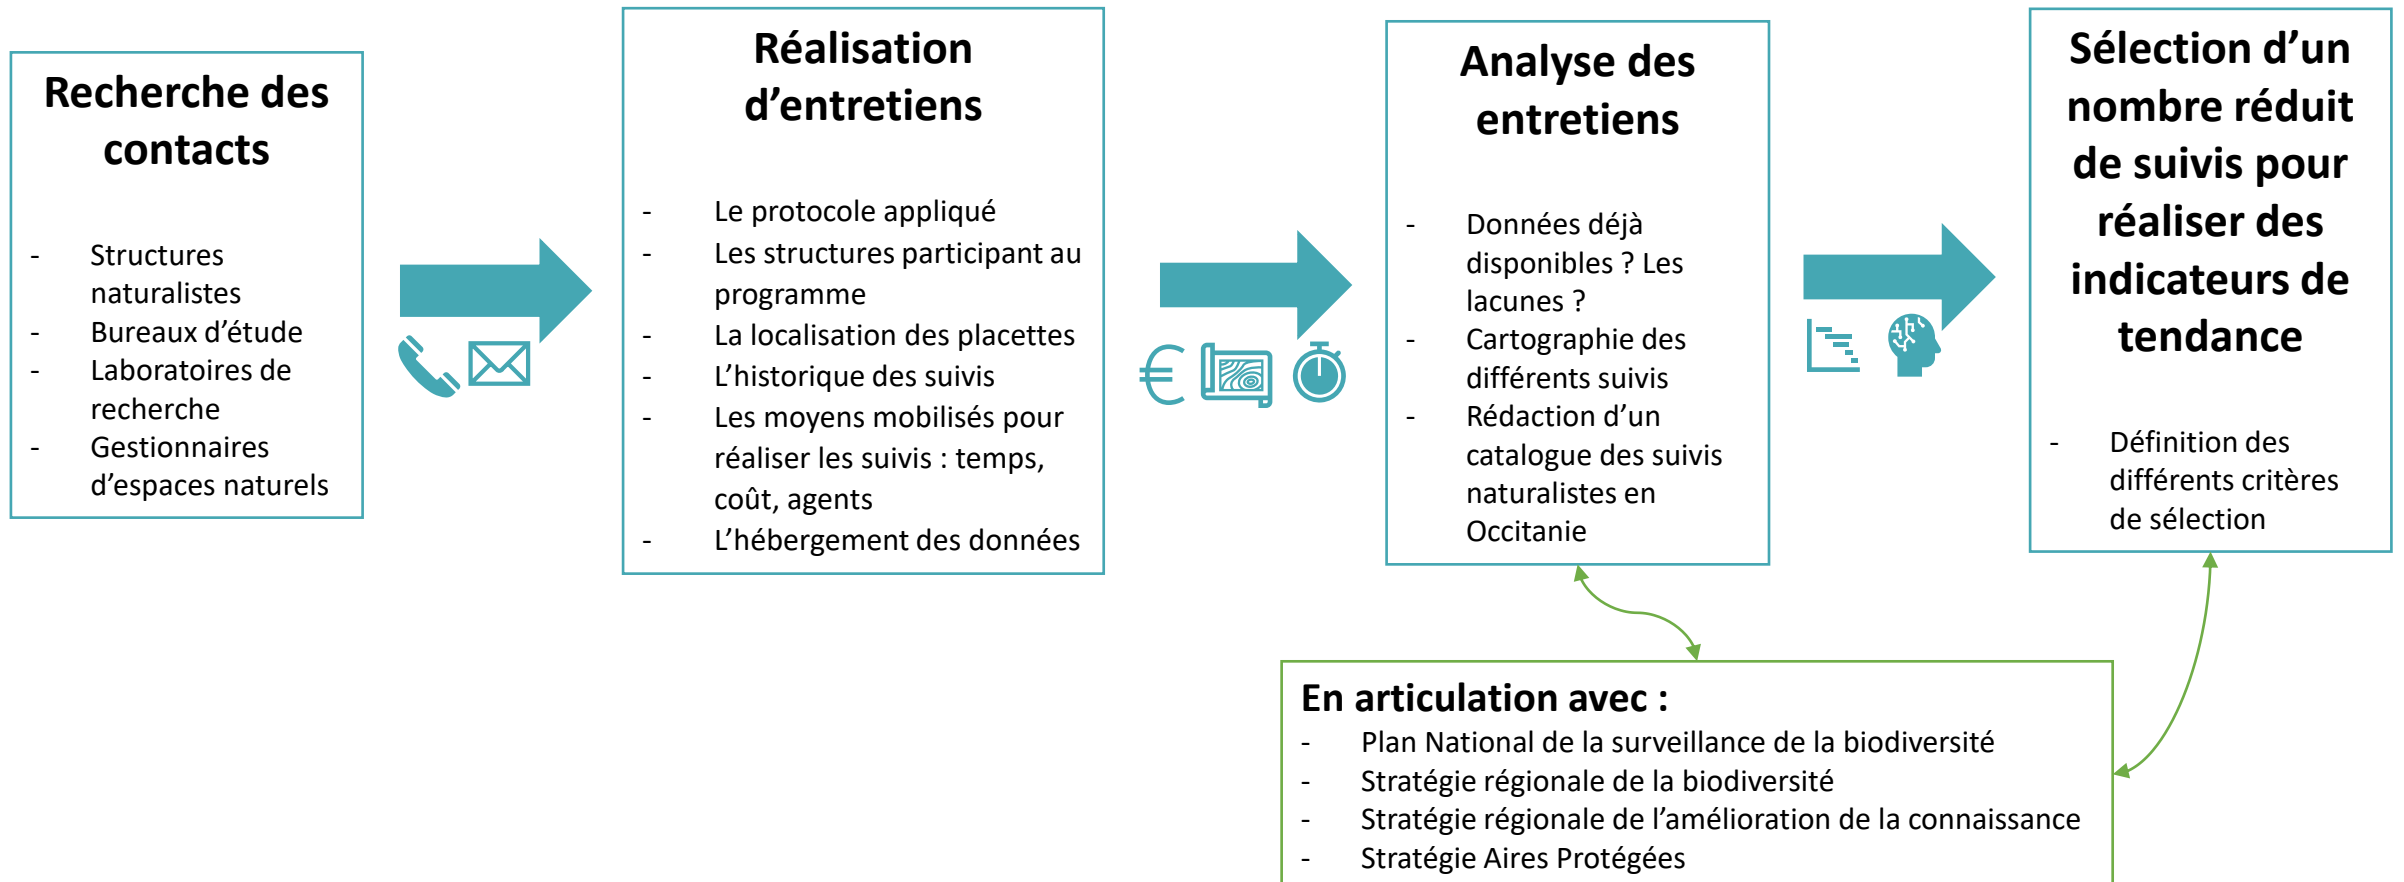 Recherche des
contacts
- Structures
naturalistes
- Bureaux d’étude
- Laboratoires de
recherche
- Gestionnaires
d’espaces naturels
Réalisation
d’entretiens
- Le protocole appliqué
- Les structures participant au
programme
- La localisation des placettes
- L’historique des suivis
- Les moyens mobilisés pour
réaliser les suivis : temps,
coût, agents
- L’hébergement des données
Analyse des
entretiens
- Données déjà
disponibles ? Les
lacunes ?
- Cartographie des
différents suivis
- Rédaction d’un
catalogue des suivis
naturalistes en
Occitanie
Sélection d’un
nombre réduit
de suivis pour
réaliser des
indicateurs de
tendance
- Définition des
différents critères
de sélection
En articulation avec :
- Plan National de la surveillance de la biodiversité
- Stratégie régionale de la biodiversité
- Stratégie régionale de l’amélioration de la connaissance
- Stratégie Aires Protégées